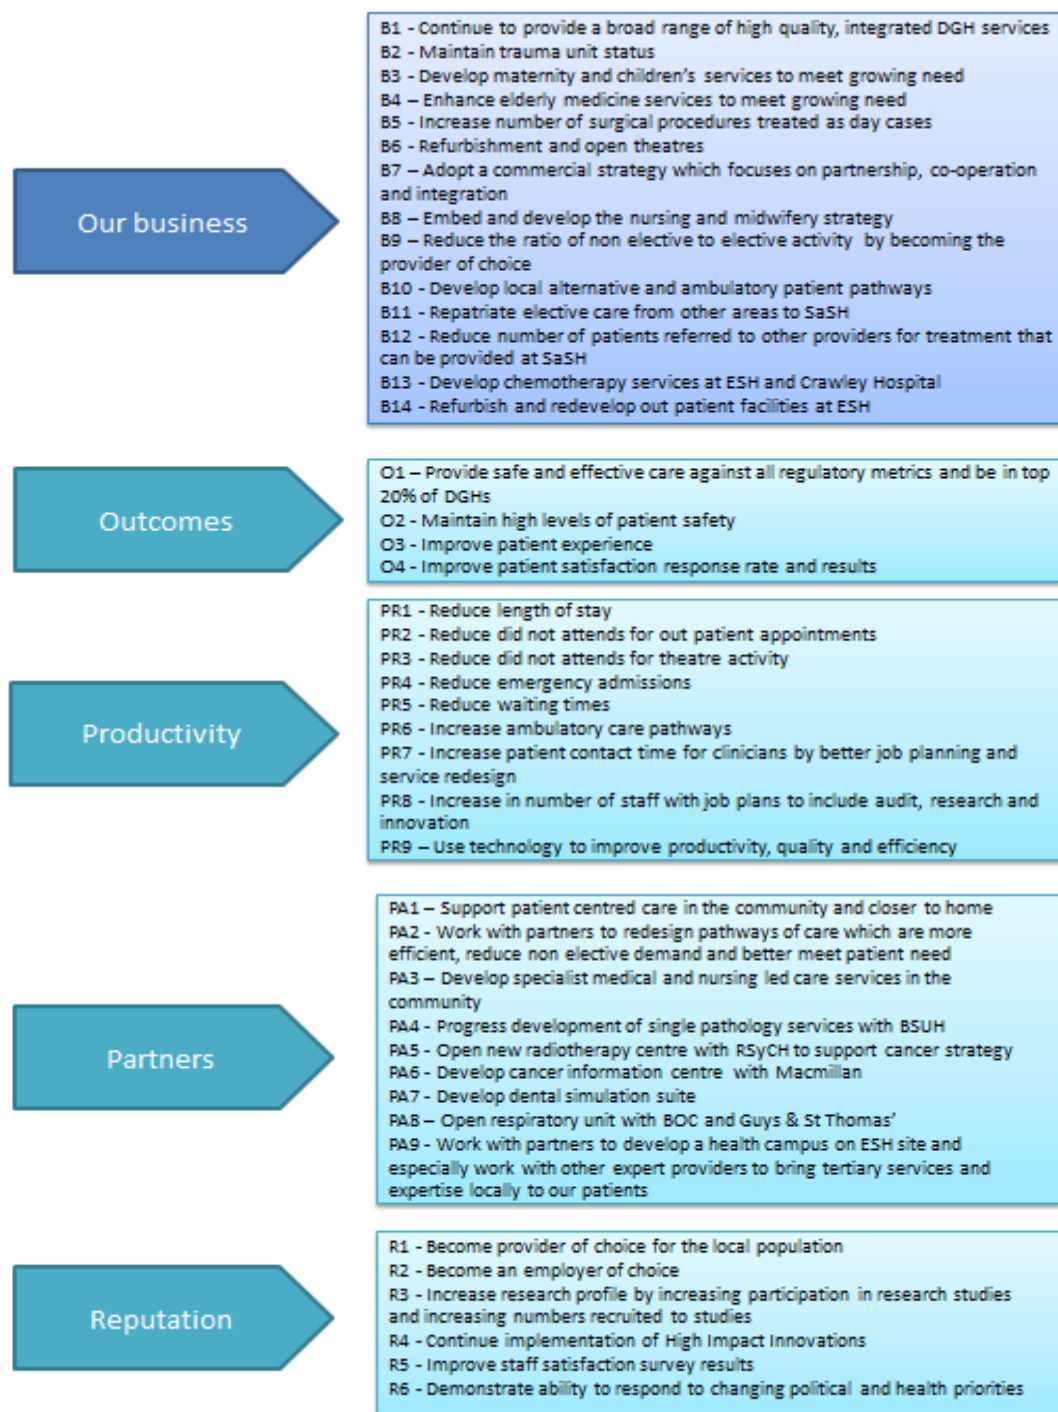 Our business
B1 - Continue to provide a broad range of high quality, integrated DGH services
B2 - Maintain trauma unit status
B3 - Develop maternity and children's services to meet growing need
B4 – Enhance elderly medicine services to meet growing need
B5 - Increase number of surgical procedures treated as day cases
B6 - Refurbishment and open theatres
B7 – Adopt a commercial strategy which focuses on partnership, co-operation
and integration
B8 – Embed and develop the nursing and midwifery strategy
B9 – Reduce the ratio of non elective to elective activity by becoming the
provider of choice
B10 - Develop local alternative and ambulatory patient pathways
B11 - Repatriate elective care from other areas to SaSH
B12 - Reduce number of patients referred to other providers for treatment that
can be provided at SaSH
B13 - Develop chemotherapy services at ESH and Crawley Hospital
B14 - Refurbish and redevelop out patient facilities at ESH
Outcomes
O1 – Provide safe and effective care against all regulatory metrics and be in top
20% of DGHs
O2 - Maintain high levels of patient safety
O3 - Improve patient experience
O4 - Improve patient satisfaction response rate and results
Productivity
PR1 - Reduce length of stay
PR2 - Reduce did not attends for out patient appointments
PR3 - Reduce did not attends for theatre activity
PR4 - Reduce emergency admissions
PR5 - Reduce waiting times
PR6 - Increase ambulatory care pathways
PR7 - Increase patient contact time for clinicians by better job planning and
service redesign
PR8 - Increase in number of staff with job plans to include audit, research and
innovation
PR9 – Use technology to improve productivity, quality and efficiency
Partners
PA1 – Support patient centred care in the community and closer to home
PA2 - Work with partners to redesign pathways of care which are more
efficient, reduce non elective demand and better meet patient need
PA3 – Develop specialist medical and nursing led care services in the
community
PA4 - Progress development of single pathology services with BSUH
PA5 - Open new radiotherapy centre with RSyCH to support cancer strategy
PA6 - Develop cancer information centre with Macmillan
PA7 - Develop dental simulation suite
PA8 – Open respiratory unit with BOC and Guys & St Thomas'
PA9 - Work with partners to develop a health campus on ESH site and
especially work with other expert providers to bring tertiary services and
expertise locally to our patients
Reputation
R1 - Become provider of choice for the local population
R2 - Become an employer of choice
R3 - Increase research profile by increasing participation in research studies
and increasing numbers recruited to studies
R4 – Continue implementation of High Impact Innovations
R5 - Improve staff satisfaction survey results
R6 - Demonstrate ability to respond to changing political and health priorities